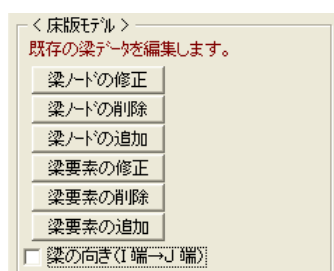 < 床版ﾓﾃﾞﾙ >
既存の梁ﾃﾞｰﾀを編集します。
梁ﾉｰﾄﾞの修正
梁ﾉｰﾄﾞの削除
梁ﾉｰﾄﾞの追加
梁要素の修正
梁要素の削除
梁要素の追加
梁の向き(I 端→J 端)